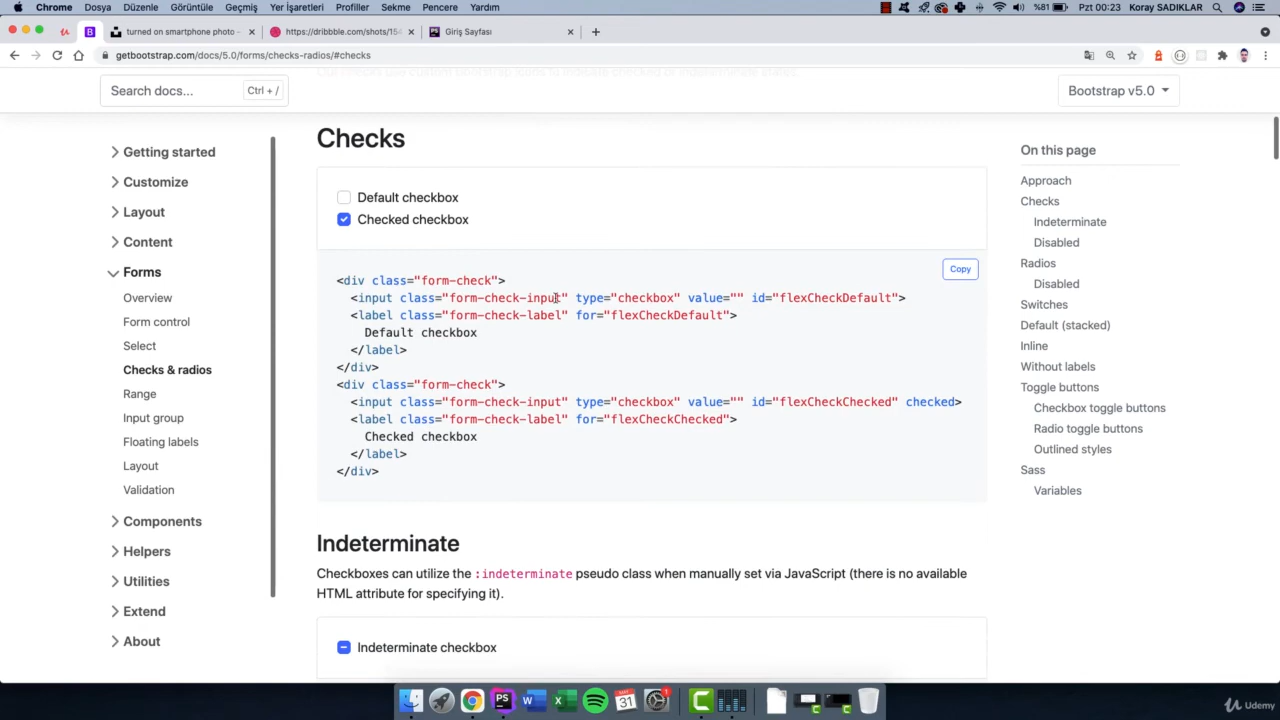 Chrome Dosya Düzenle Görüntüle Geçmiş Yer İşaretleri Profiller Sekme Pencere Yardım %81 Pzt 00:23 Koray SADIKLAR
turned on smartphone photo – × https://dribbble.com/shots/154 × PS Giriş Sayfası × +
getbootstrap.com/docs/5.0/forms/checks-radios/#checks
Search docs... Ctrl + / Bootstrap v5.0
Getting started
Customize
Layout
Content
Forms
Overview
Form control
Select
Checks & radios
Range
Input group
Floating labels
Layout
Validation
Components
Helpers
Utilities
Extend
About
Checks
Default checkbox
Checked checkbox
Copy
<div class="form-check">
<input class="form-check-input" type="checkbox" value="" id="flexCheckDefault">
<label class="form-check-label" for="flexCheckDefault">
Default checkbox
</label>
</div>
<div class="form-check">
<input class="form-check-input" type="checkbox" value="" id="flexCheckChecked" checked>
<label class="form-check-label" for="flexCheckChecked">
Checked checkbox
</label>
</div>
Indeterminate
Checkboxes can utilize the :indeterminate pseudo class when manually set via JavaScript (there is no available
HTML attribute for specifying it).
Indeterminate checkbox
On this page
Approach
Checks
Indeterminate
Disabled
Radios
Disabled
Switches
Default (stacked)
Inline
Without labels
Toggle buttons
Checkbox toggle buttons
Radio toggle buttons
Outlined styles
Sass
Variables
Udemy